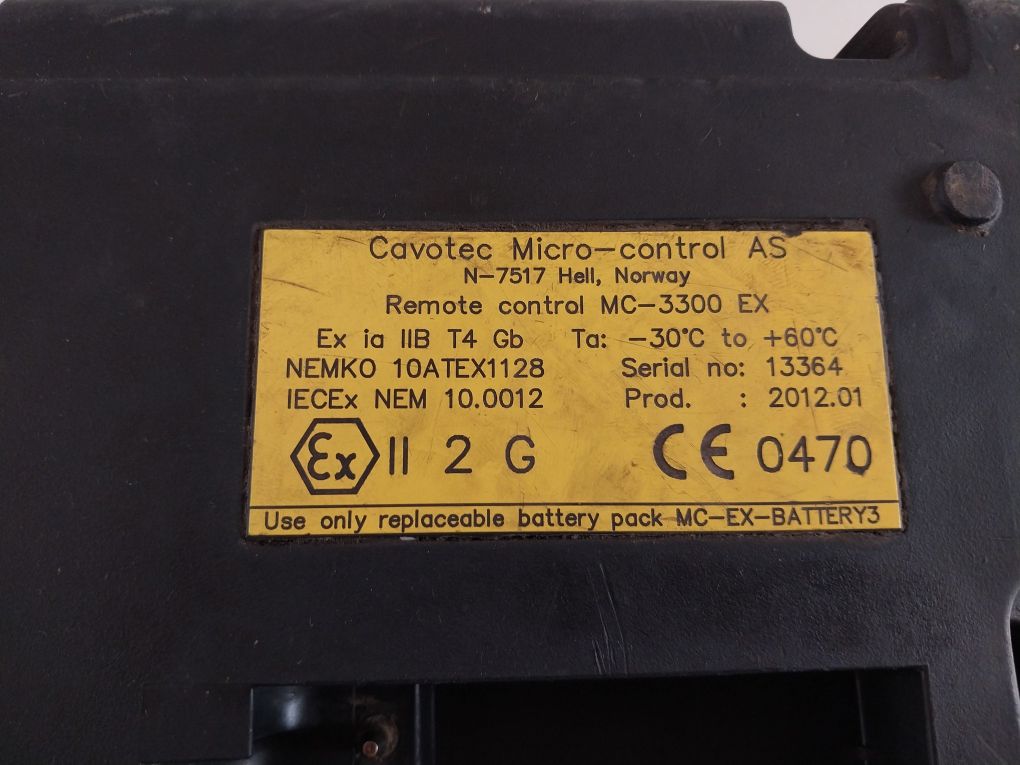 Cavotec Micro-control AS
N-7517 Hell, Norway
Remote control MC-3300 EX
Ex ia IIB T4 Gb Ta: -30°C to +60°C
NEMKO 10ATEX1128 Serial no: 13364
IECEx NEM 10.0012 Prod. : 2012.01
Ex II 2 G CE 0470
Use only replaceable battery pack MC-EX-BATTERY3